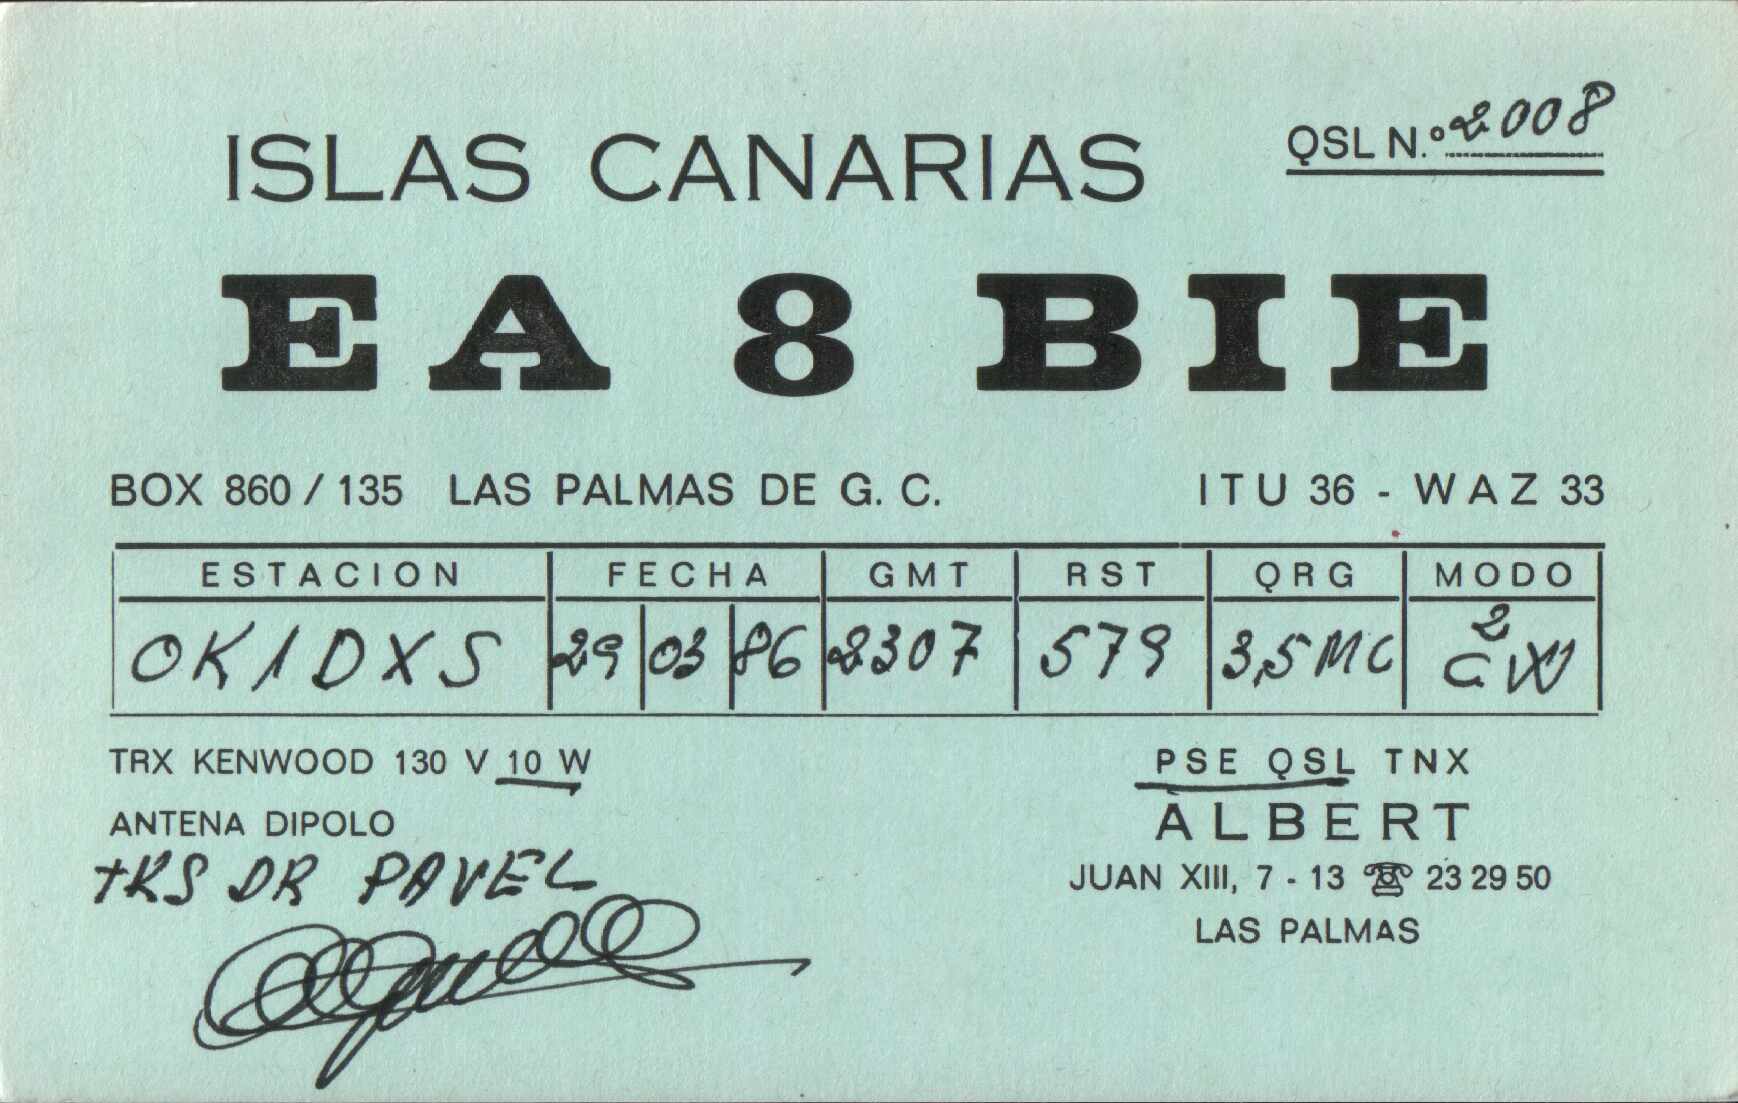 ISLAS CANARIAS
QSL N.º 2008
EA 8 BIE
BOX 860 / 135 LAS PALMAS DE G. C. ITU 36 - WAZ 33
ESTACION FECHA GMT RST QRG MODO
OK1DXS 29 03 86 2307 579 3,5 MC 2 CW
TRX KENWOOD 130 V 10 W
ANTENA DIPOLO
TKS DR PAVEL
PSE QSL TNX
ALBERT
JUAN XIII, 7 - 13 ☎ 23 29 50
LAS PALMAS